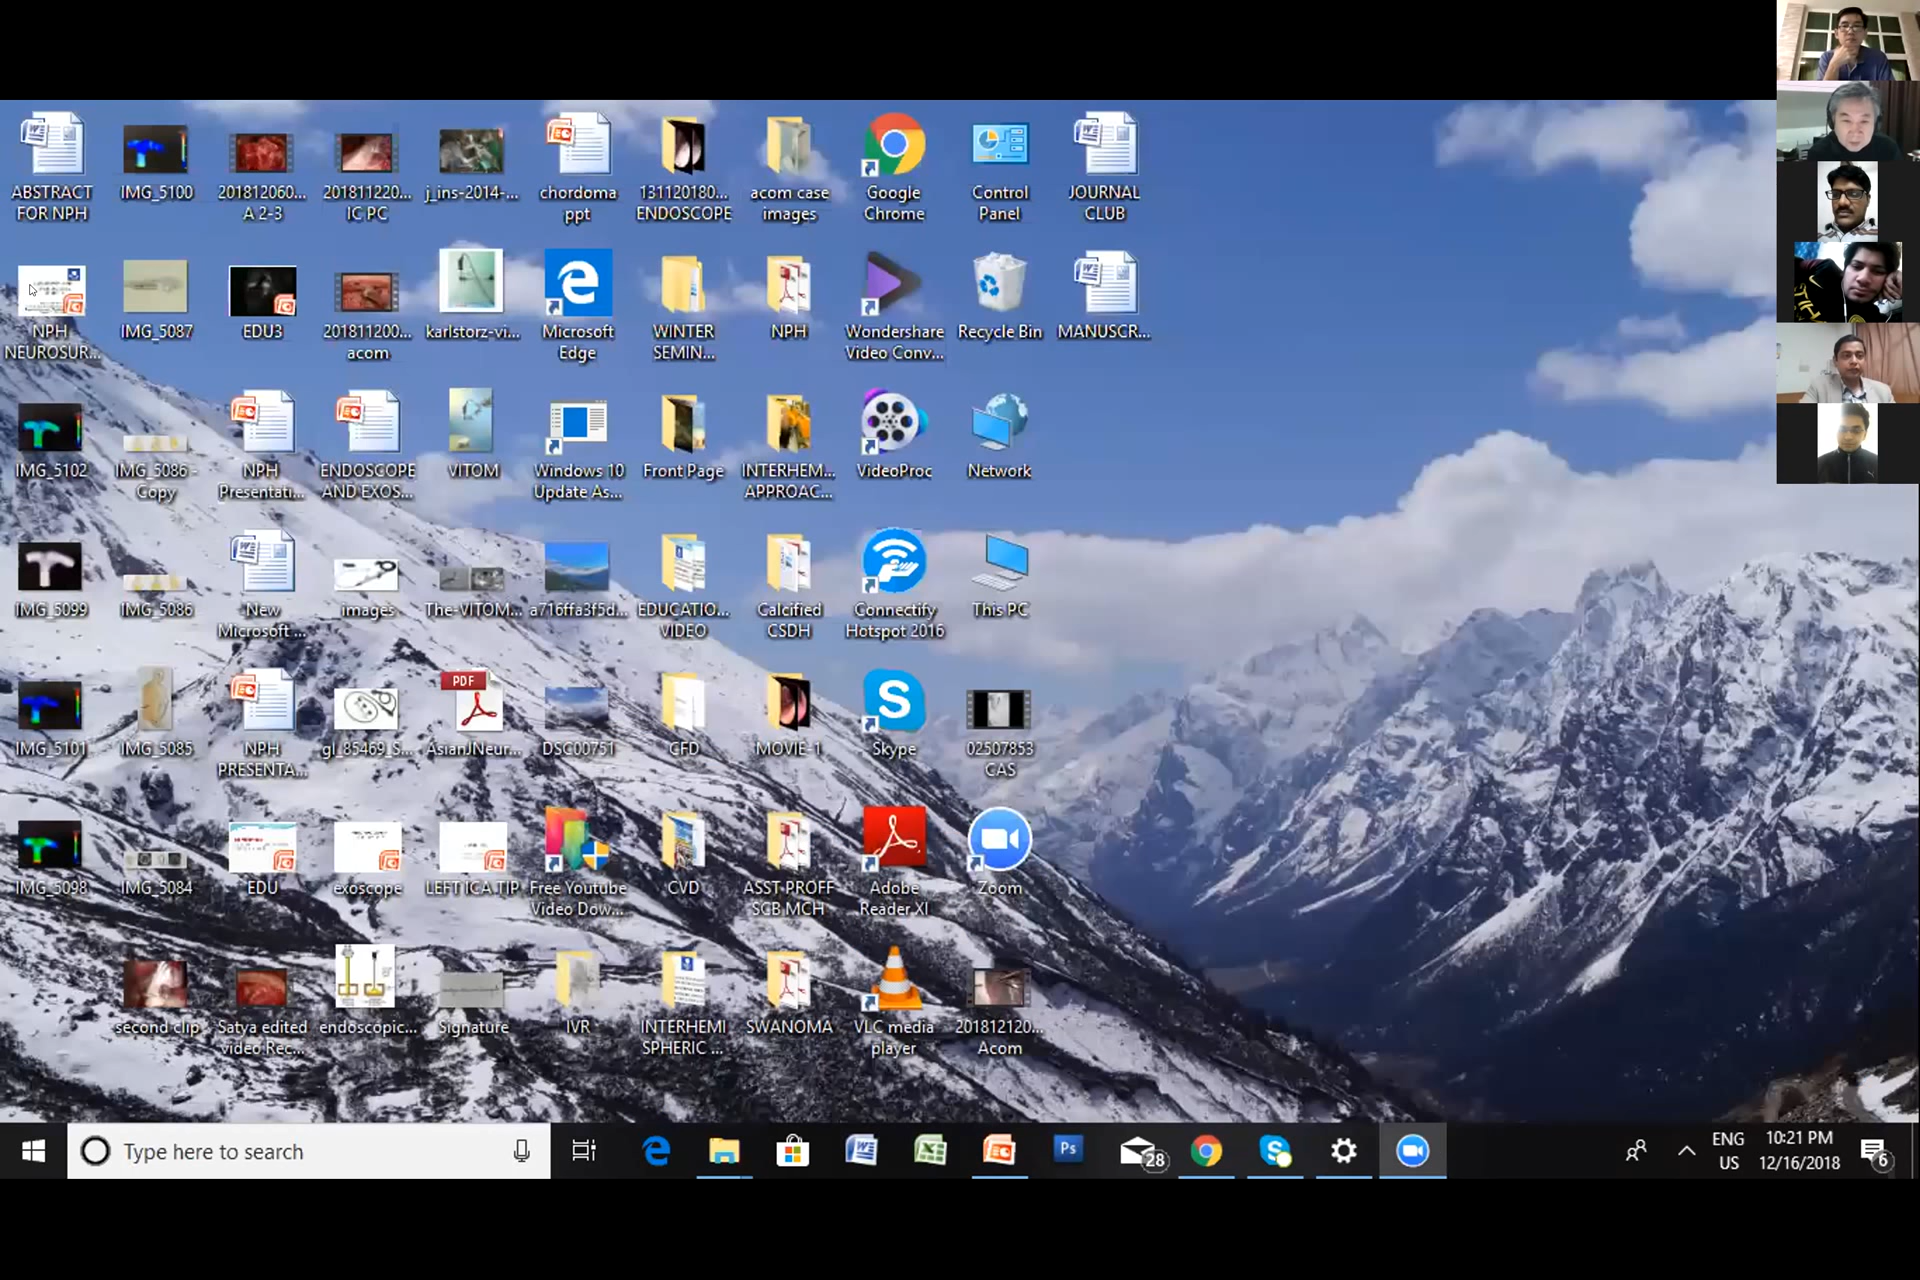 ABSTRACT
FOR NPH
IMG_5100
201812060...
A 2-3
201811220...
IC PC
j_ins-2014-...
chordoma
ppt
131120180...
ENDOSCOPE
acom case
images
Google
Chrome
Control
Panel
JOURNAL
CLUB
NPH
NEUROSUR...
IMG_5087
EDU3
201811200...
acom
karlstorz-vi...
Microsoft
Edge
WINTER
SEMIN...
NPH
Wondershare
Video Conv...
Recycle Bin
MANUSCR...
IMG_5102
IMG_5086 -
Copy
NPH
Presentati...
ENDOSCOPE
AND EXOS...
VITOM
Windows 10
Update As...
Front Page
INTERHEM...
APPROAC...
VideoProc
Network
IMG_5099
IMG_5086
New
Microsoft ...
images
The-VITOM...
a716ffa3f5d...
EDUCATIO...
VIDEO
Calcified
CSDH
Connectify
Hotspot 2016
This PC
IMG_5101
IMG_5085
NPH
PRESENTA...
gl_85469_S...
PDF
AsianJNeur...
DSC00751
GFD
MOVIE-1
Skype
02507853
CAS
IMG_5098
IMG_5084
EDU
exoscope
LEFT ICA TIP
Free Youtube
Video Dow...
CVD
ASST PROFF
SCB MCH
Adobe
Reader XI
Zoom
second clip
Satya edited
video Rec...
endoscopic...
Signature
IVR
INTERHEMI
SPHERIC ...
SWANOMA
VLC media
player
201812120...
Acom
Type here to search
Ps
28
ENG
US
10:21 PM
12/16/2018
6